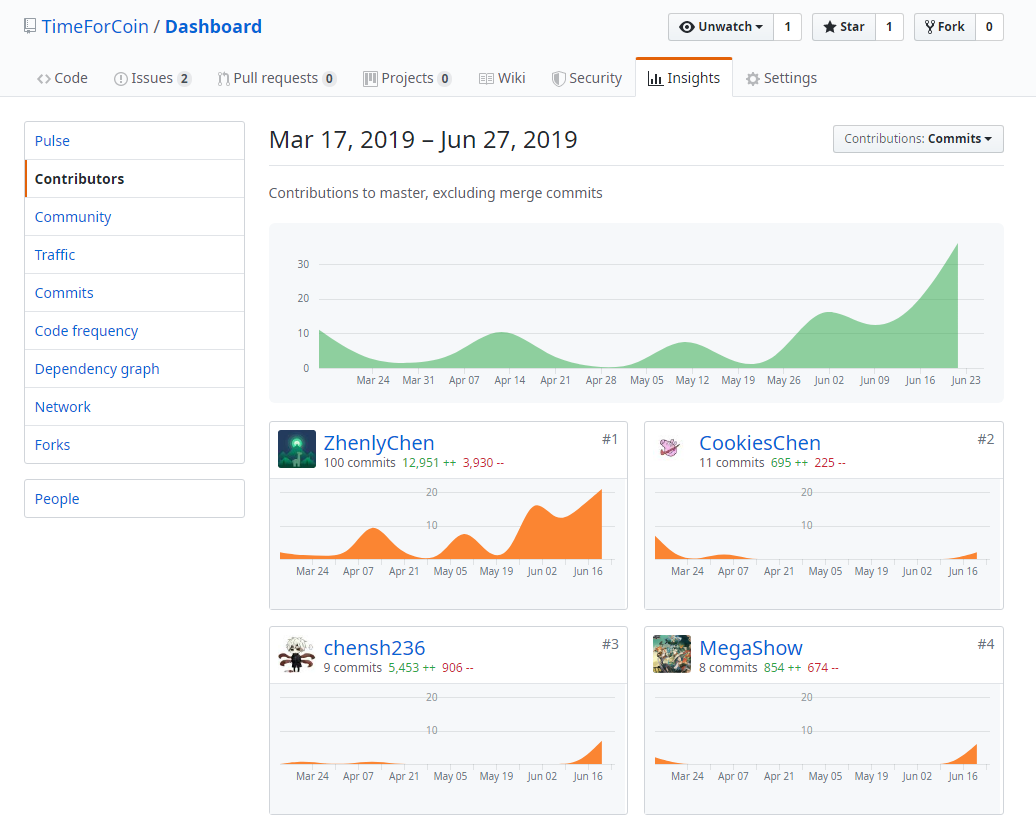 TimeForCoin / Dashboard
Unwatch 1 Star 1 Fork 0
Code Issues 2 Pull requests 0 Projects 0 Wiki Security Insights Settings
Pulse
Contributors
Community
Traffic
Commits
Code frequency
Dependency graph
Network
Forks
People
Mar 17, 2019 – Jun 27, 2019
Contributions: Commits
Contributions to master, excluding merge commits
30
20
10
0
Mar 24 Mar 31 Apr 07 Apr 14 Apr 21 Apr 28 May 05 May 12 May 19 May 26 Jun 02 Jun 09 Jun 16 Jun 23
ZhenlyChen #1
100 commits 12,951 ++ 3,930 --
20
10
Mar 24 Apr 07 Apr 21 May 05 May 19 Jun 02 Jun 16
CookiesChen #2
11 commits 695 ++ 225 --
20
10
Mar 24 Apr 07 Apr 21 May 05 May 19 Jun 02 Jun 16
chensh236 #3
9 commits 5,453 ++ 906 --
20
10
Mar 24 Apr 07 Apr 21 May 05 May 19 Jun 02 Jun 16
MegaShow #4
8 commits 854 ++ 674 --
20
10
Mar 24 Apr 07 Apr 21 May 05 May 19 Jun 02 Jun 16